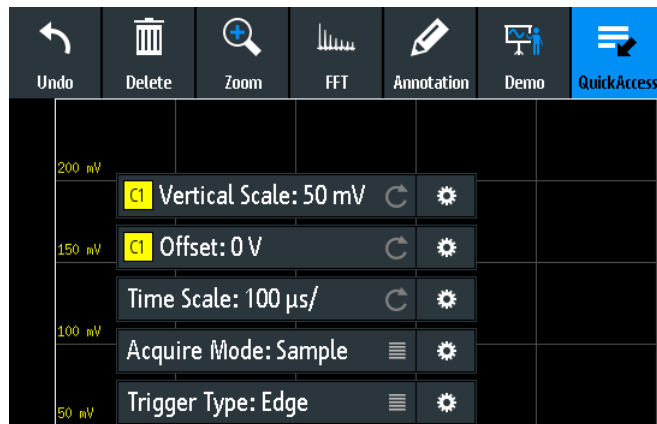 Undo Delete Zoom FFT Annotation Demo QuickAccess
200 mV
C1 Vertical Scale: 50 mV
150 mV
C1 Offset: 0 V
Time Scale: 100 µs/
100 mV
Acquire Mode: Sample
Trigger Type: Edge
50 mV